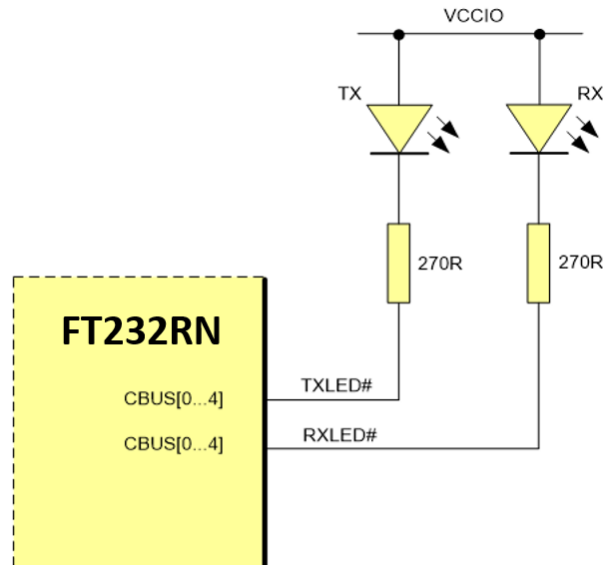 VCCIO
TX
RX
270R
270R
FT232RN
TXLED#
CBUS[0...4]
RXLED#
CBUS[0...4]